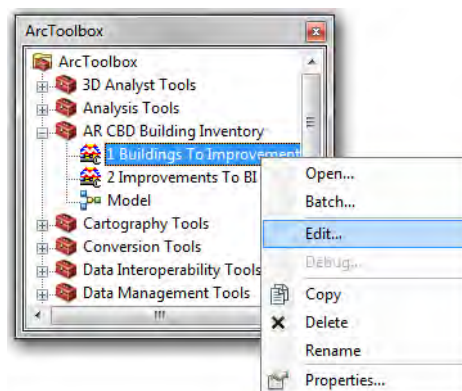 ArcToolbox
ArcToolbox
3D Analyst Tools
Analysis Tools
AR CBD Building Inventory
1 Buildings To Improvement
2 Improvements To BI
Model
Cartography Tools
Conversion Tools
Data Interoperability Tools
Data Management Tools
Open...
Batch...
Edit...
Debug...
Copy
Delete
Rename
Properties...